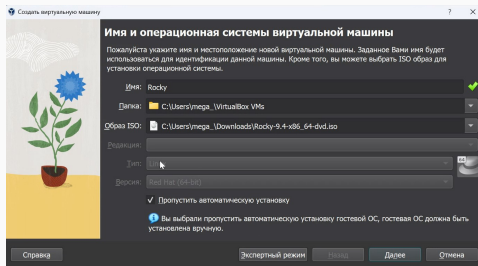 Создать виртуальную машину
Имя и операционная система виртуальной машины
Пожалуйста укажите имя и местоположение новой виртуальной машины. Заданное Вами имя будет
использоваться для идентификации данной машины. Кроме того, вы можете выбрать ISO образ для
установки операционной системы.
Имя: Rocky
Папка: C:\Users\mega_\VirtualBox VMs
Образ ISO: C:\Users\mega_\Downloads\Rocky-9.4-x86_64-dvd.iso
Редакция:
Тип:
Версия: Red Hat (64-bit)
Пропустить автоматическую установку
Вы выбрали пропустить автоматическую установку гостевой ОС, гостевая ОС должна быть
установлена вручную.
Справка Экспертный режим Назад Далее Отмена